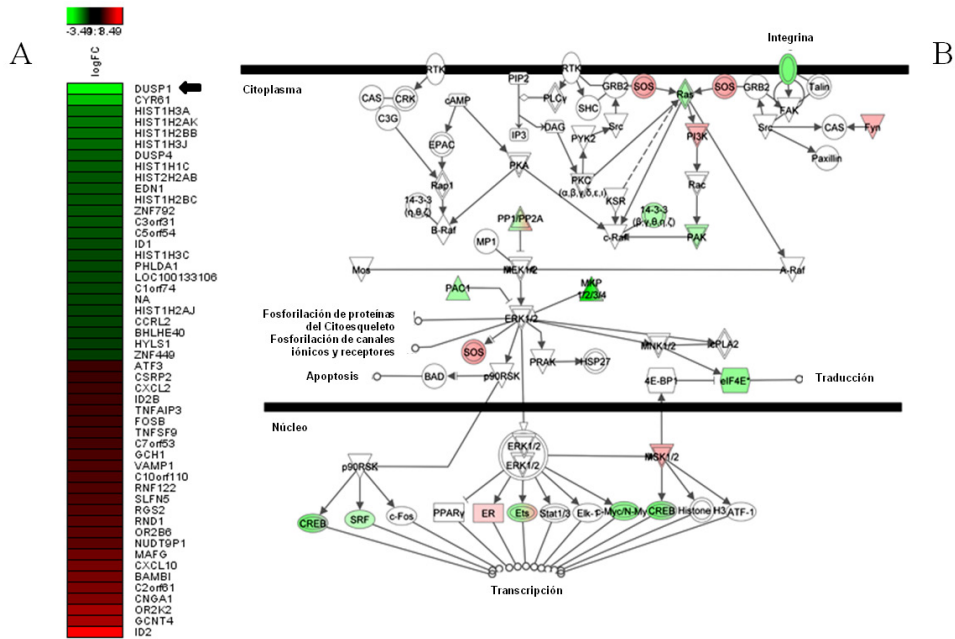 A
-3.49
8.49
logFC
DUSP1
CYR61
HIST1H3A
HIST1H2AK
HIST1H2BB
HIST1H3J
DUSP4
HIST1H1C
HIST2H2AB
EDN1
HIST1H2BC
ZNF792
C3orf31
C5orf54
ID1
HIST1H3C
PHLDA1
LOC100133106
C1orf74
NA
HIST1H2AJ
CCRL2
BHLHE40
HYLS1
ZNF449
ATF3
CSRP2
CXCL2
ID2B
TNFAIP3
FOSB
TNFSF9
C7orf53
GCH1
VAMP1
C10orf110
RNF122
SLFN5
RGS2
RND1
OR2B6
NUDT9P1
MAFG
CXCL10
BAMBI
C2orf61
CNGA1
OR2K2
GCNT4
ID2
B
Integrina
Citoplasma
RTK
PIP2
RTK
GRB2
SOS
Ras
SOS
GRB2
Talin
FAK
CAS
CRK
cAMP
PLCγ
SHC
C3G
DAG
Src
PYK2
IP3
PI3K
Src
CAS
Fyn
EPAC
Paxillin
PKA
PKC
(α,β,γ,δ,ε,ι)
Rap1
Rac
KSR
14-3-3
(η,θ,ζ)
14-3-3
(β,γ,θ,η,ζ)
PP1/PP2A
B-Raf
c-Raf
PAK
MP1
Mos
MEK1/2
A-Raf
PAC1
MKP
1/2/3/4
Fosforilación de proteínas
del Citoesqueleto
ERK1/2
Fosforilación de canales
iónicos y receptores
SOS
PRAK
HSP27
MNK1/2
cPLA2
Apoptosis
BAD
p90RSK
4E-BP1
eIF4E
Traducción
Núcleo
ERK1/2
ERK1/2
p90RSK
MSK1/2
CREB
SRF
c-Fos
PPARγ
ER
Ets
Stat1/3
Elk-1
c-Myc/N-My
CREB
Histone H3
ATF-1
Transcripción